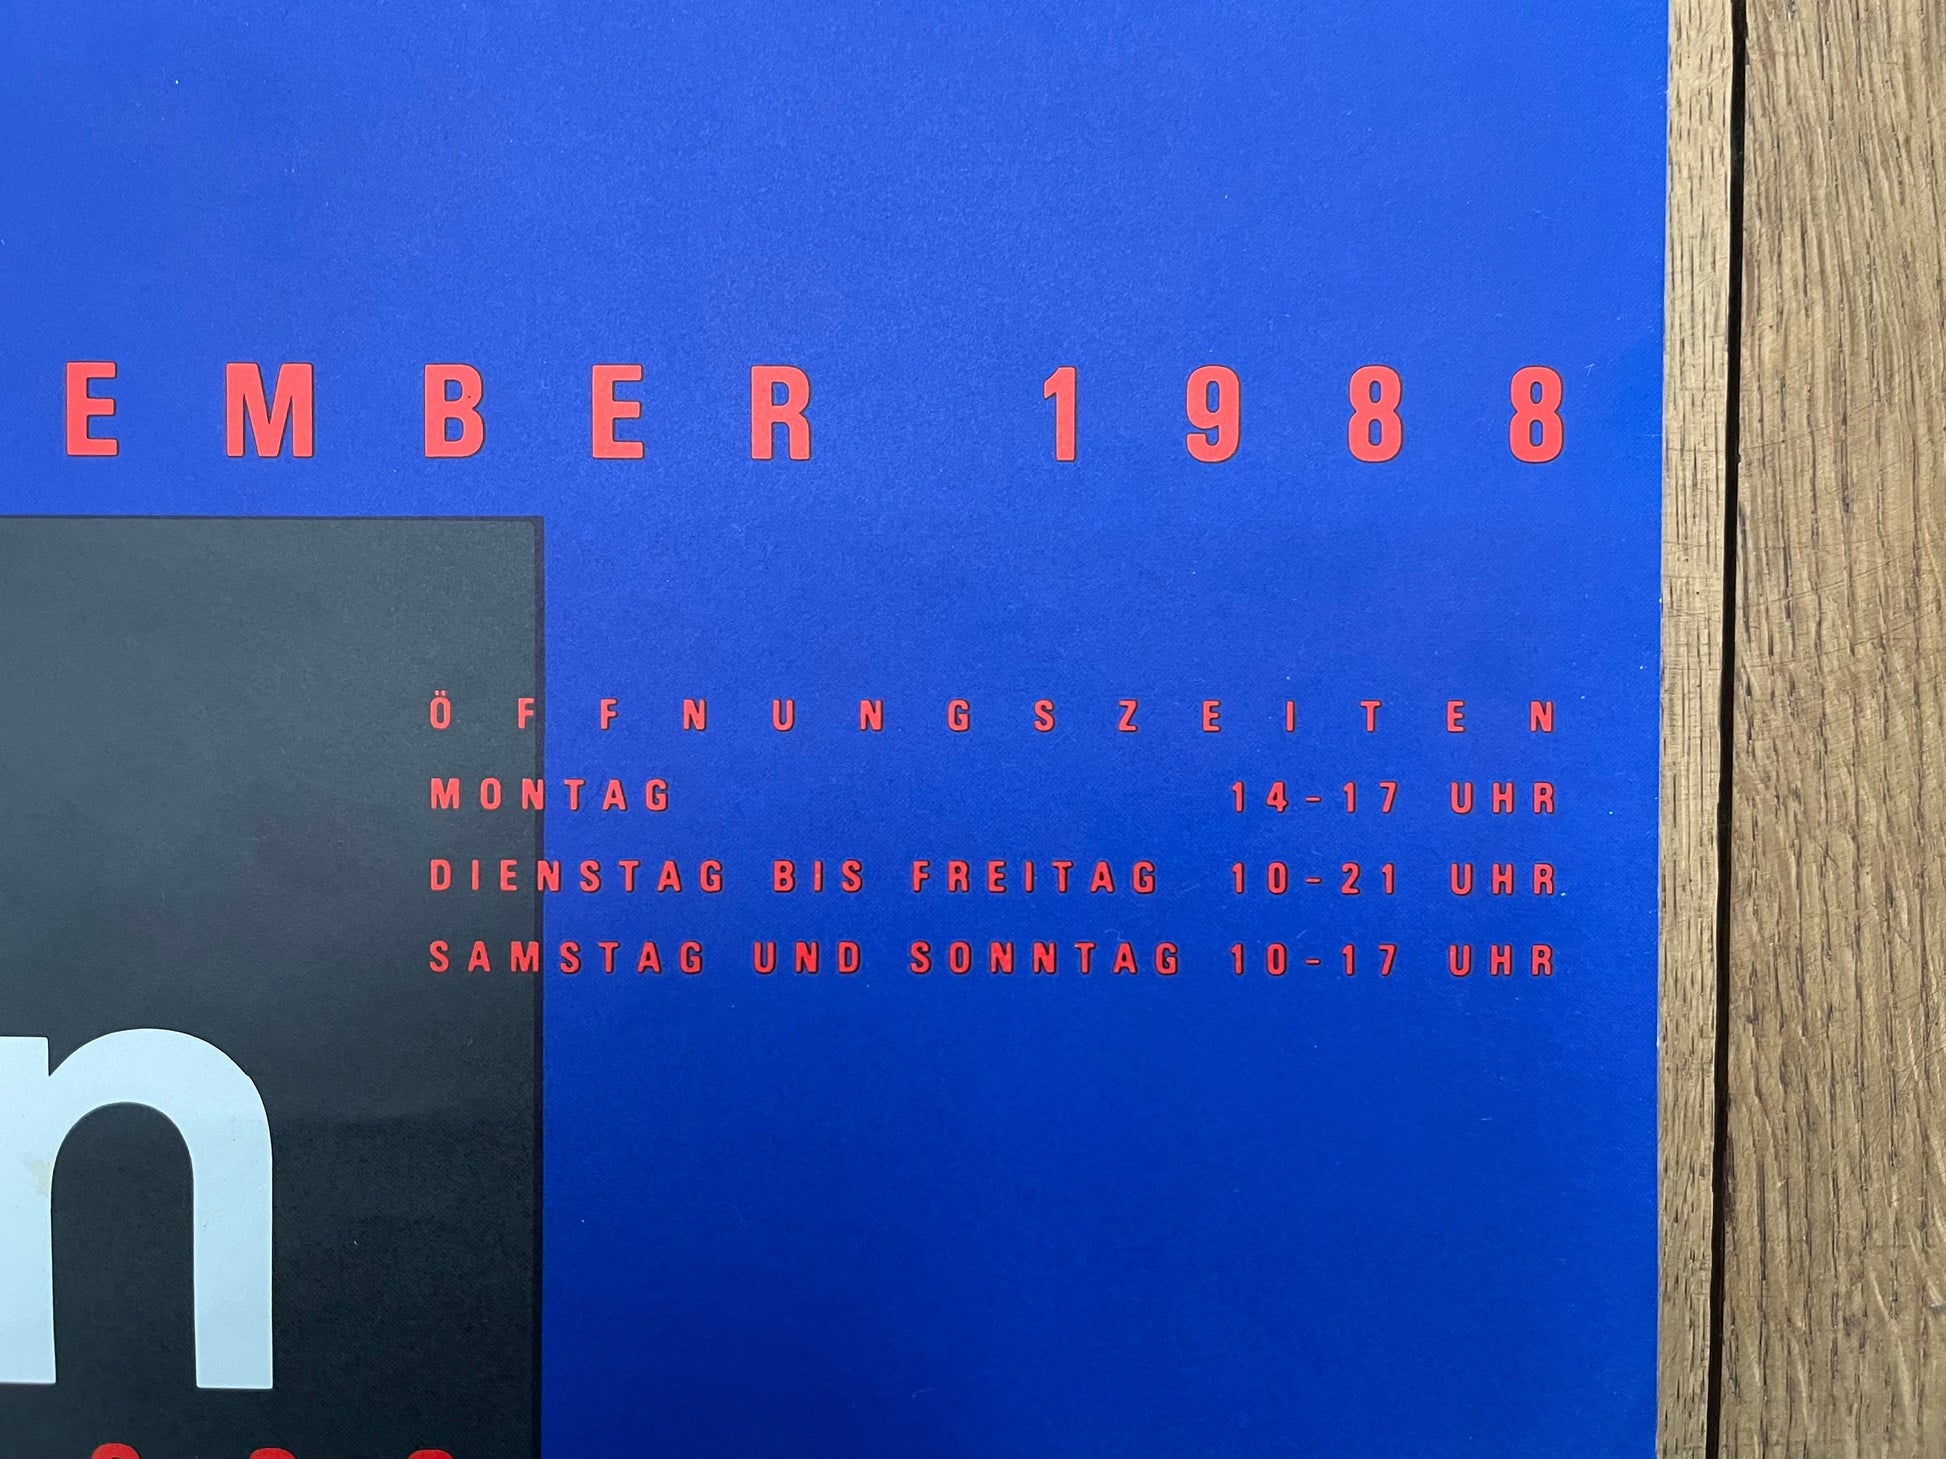 EMBER 1988
ÖFFNUNGSZEITEN
MONTAG 14-17 UHR
DIENSTAG BIS FREITAG 10-21 UHR
SAMSTAG UND SONNTAG 10-17 UHR
n